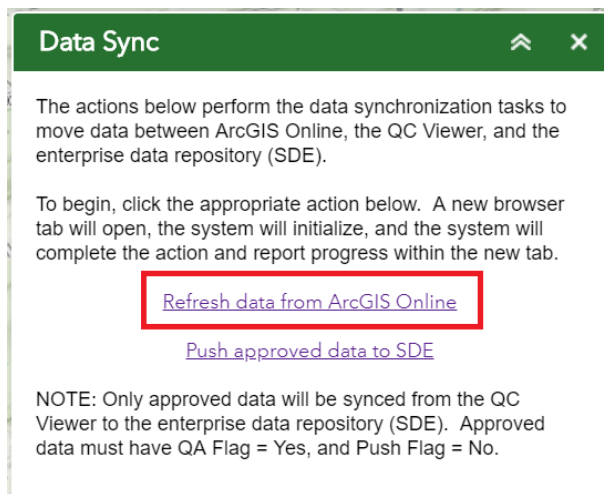 Data Sync
The actions below perform the data synchronization tasks to
move data between ArcGIS Online, the QC Viewer, and the
enterprise data repository (SDE).
To begin, click the appropriate action below.  A new browser
tab will open, the system will initialize, and the system will
complete the action and report progress within the new tab.
Refresh data from ArcGIS Online
Push approved data to SDE
NOTE: Only approved data will be synced from the QC
Viewer to the enterprise data repository (SDE).  Approved
data must have QA Flag = Yes, and Push Flag = No.